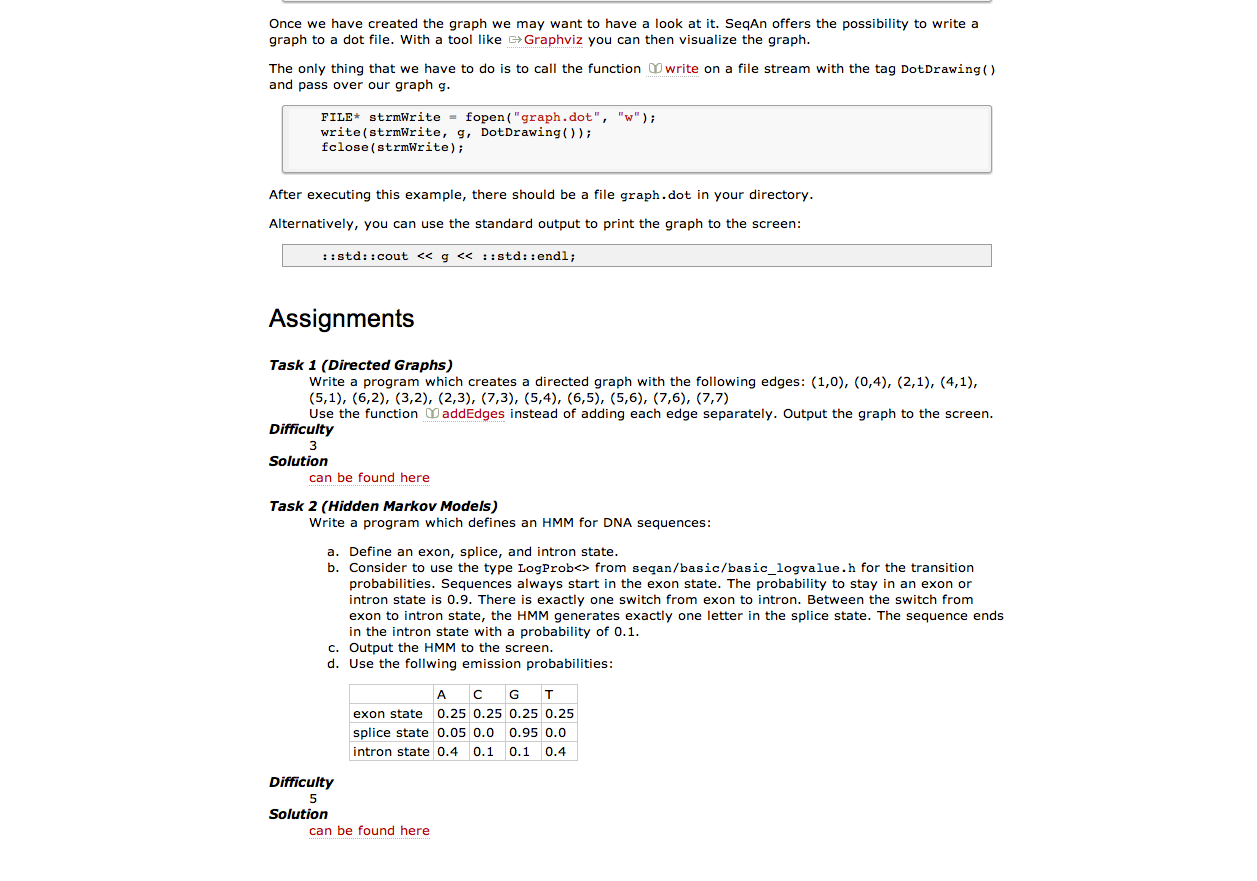 Once we have created the graph we may want to have a look at it. SeqAn offers the possibility to write a
graph to a dot file. With a tool like Graphviz you can then visualize the graph.
The only thing that we have to do is to call the function write on a file stream with the tag DotDrawing()
and pass over our graph g.
FILE* strmWrite = fopen("graph.dot", "w");
write(strmWrite, g, DotDrawing());
fclose(strmWrite);
After executing this example, there should be a file graph.dot in your directory.
Alternatively, you can use the standard output to print the graph to the screen:
::std::cout << g << ::std::endl;
Assignments
Task 1 (Directed Graphs)
Write a program which creates a directed graph with the following edges: (1,0), (0,4), (2,1), (4,1),
(5,1), (6,2), (3,2), (2,3), (7,3), (5,4), (6,5), (5,6), (7,6), (7,7)
Use the function addEdges instead of adding each edge separately. Output the graph to the screen.
Difficulty
3
Solution
can be found here
Task 2 (Hidden Markov Models)
Write a program which defines an HMM for DNA sequences:
a. Define an exon, splice, and intron state.
b. Consider to use the type LogProb<> from seqan/basic/basic_logvalue.h for the transition
probabilities. Sequences always start in the exon state. The probability to stay in an exon or
intron state is 0.9. There is exactly one switch from exon to intron. Between the switch from
exon to intron state, the HMM generates exactly one letter in the splice state. The sequence ends
in the intron state with a probability of 0.1.
c. Output the HMM to the screen.
d. Use the follwing emission probabilities:
A C G T
exon state 0.25 0.25 0.25 0.25
splice state 0.05 0.0 0.95 0.0
intron state 0.4 0.1 0.1 0.4
Difficulty
5
Solution
can be found here